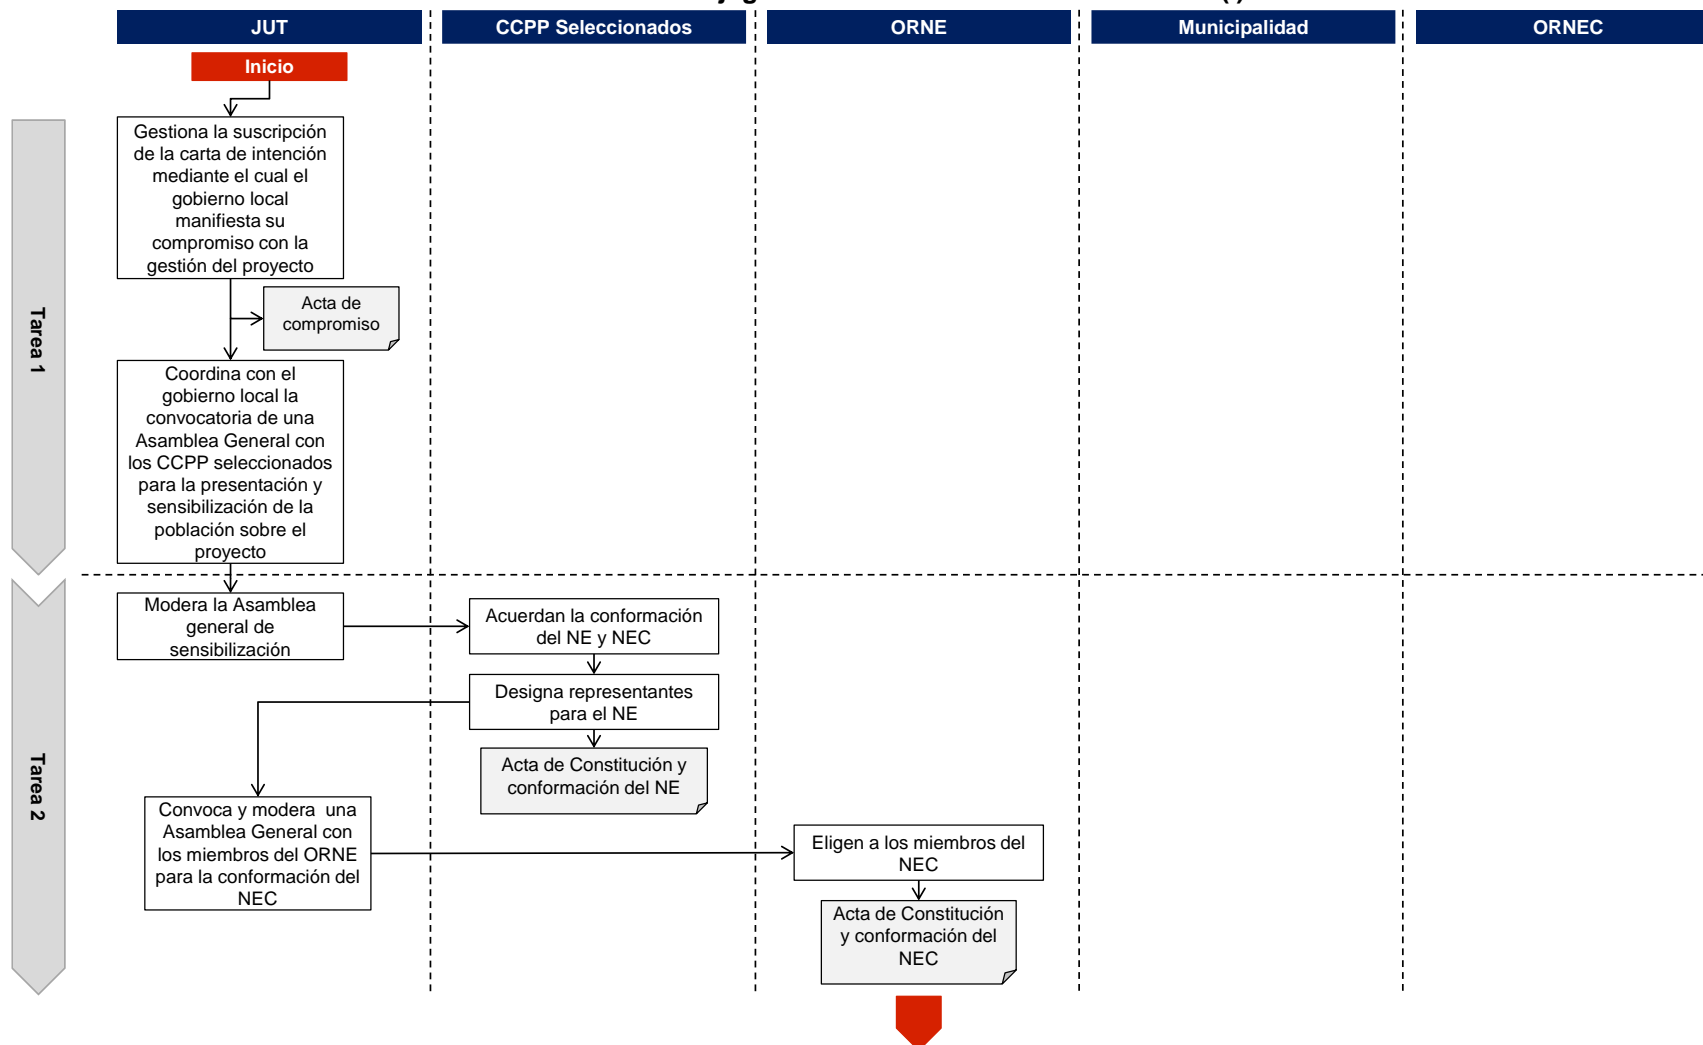 JUT
CCPP Seleccionados
ORNE
Municipalidad
ORNEC
Inicio
Gestiona la suscripción
de la carta de intención
mediante el cual el
gobierno local
manifiesta su
compromiso con la
gestión del proyecto
Acta de
compromiso
Tarea 1
Coordina con el
gobierno local la
convocatoria de una
Asamblea General con
los CCPP seleccionados
para la presentación y
sensibilización de la
población sobre el
proyecto
Modera la Asamblea
general de
sensibilización
Acuerdan la conformación
del NE y NEC
Designa representantes
para el NE
Acta de Constitución y
conformación del NE
Tarea 2
Convoca y modera  una
Asamblea General con
los miembros del ORNE
para la conformación del
NEC
Eligen a los miembros del
NEC
Acta de Constitución
y conformación del
NEC